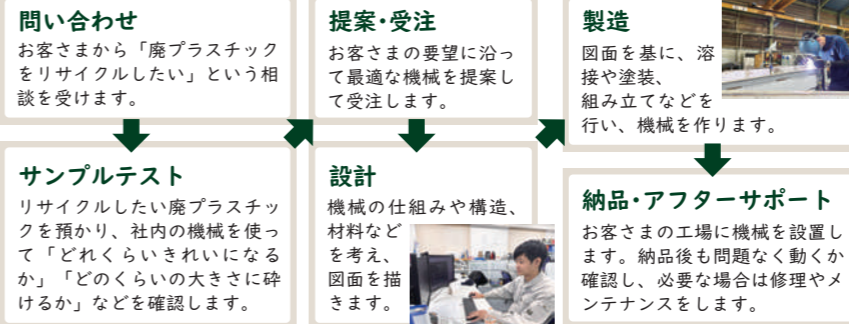 問い合わせ
お客さまから「廃プラスチック
をリサイクルしたい」という相
談を受けます。
サンプルテスト
リサイクルしたい廃プラスチッ
クを預かり、社内の機械を使っ
て「どれくらいきれいになる
か」「どのくらいの大きさに砕
けるか」などを確認します。
提案・受注
お客さまの要望に沿っ
て最適な機械を提案し
て受注します。
設計
機械の仕組みや構造、
材料など
を考え、
図面を描
きます。
製造
図面を基に、溶
接や塗装、
組み立てなどを
行い、機械を作ります。
納品・アフターサポート
お客さまの工場に機械を設置し
ます。納品後も問題なく動くか
確認し、必要な場合は修理やメ
ンテナンスをします。